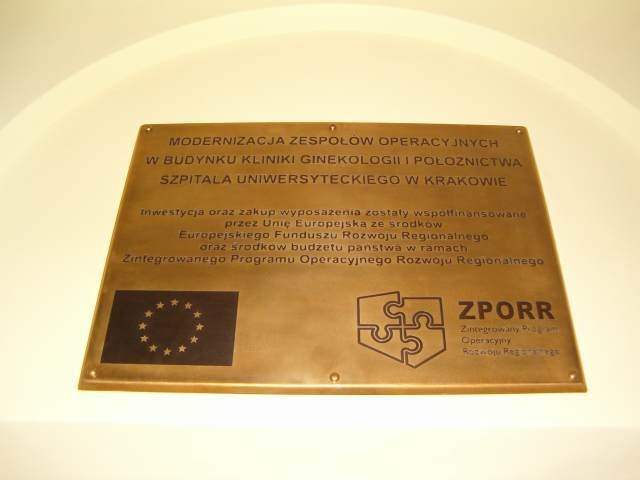 MODERNIZACJA ZESPOŁÓW OPERACYJNYCH
W BUDYNKU KLINIKI GINEKOLOGII I POŁOŻNICTWA
SZPITALA UNIWERSYTECKIEGO W KRAKOWIE
Inwestycja oraz zakup wyposażenia zostały współfinansowane
przez Unię Europejską ze środków
Europejskiego Funduszu Rozwoju Regionalnego
oraz środków budżetu państwa w ramach
Zintegrowanego Programu Operacyjnego Rozwoju Regionalnego
ZPORR
Zintegrowany Program
Operacyjny
Rozwoju Regionalnego